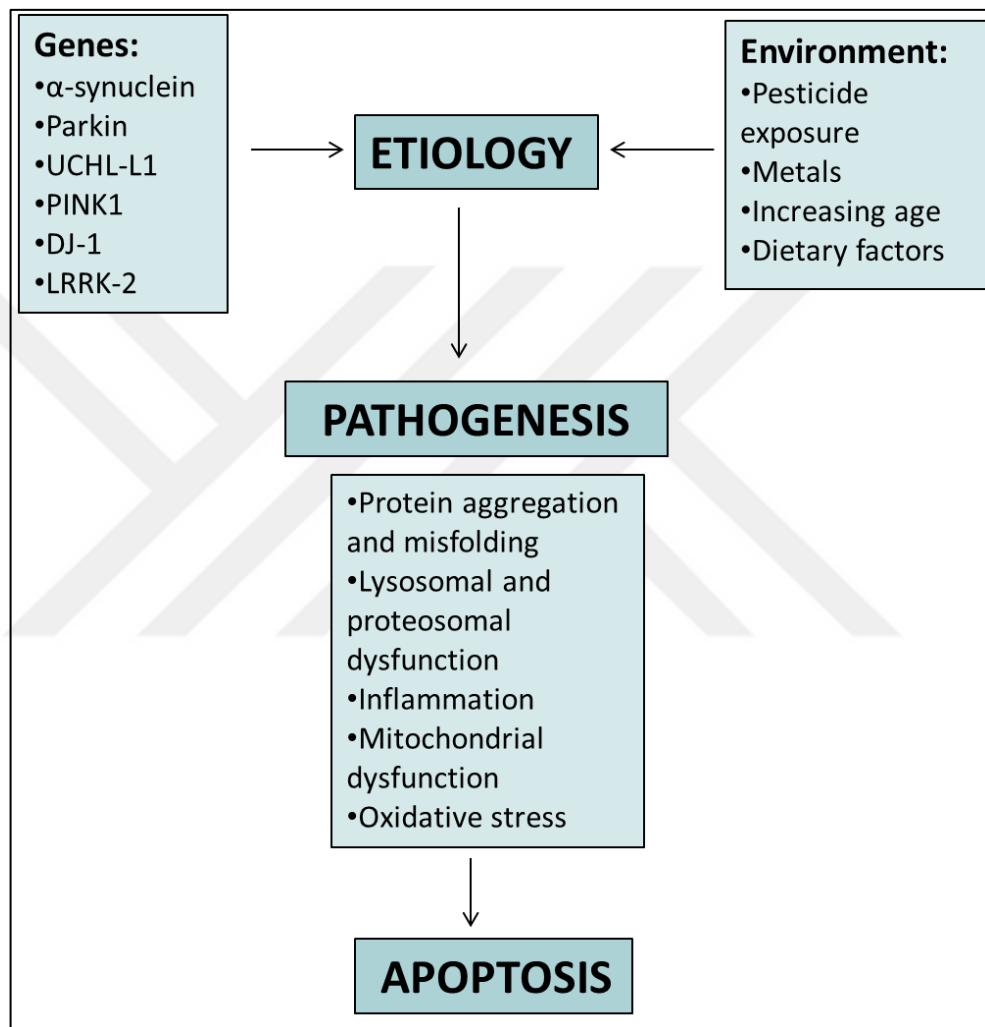 Genes:
•α-synuclein
•Parkin
•UCHL-L1
•PINK1
•DJ-1
•LRRK-2
ETIOLOGY
Environment:
•Pesticide
exposure
•Metals
•Increasing age
•Dietary factors
PATHOGENESIS
•Protein aggregation
and misfolding
•Lysosomal and
proteosomal
dysfunction
•Inflammation
•Mitochondrial
dysfunction
•Oxidative stress
APOPTOSIS